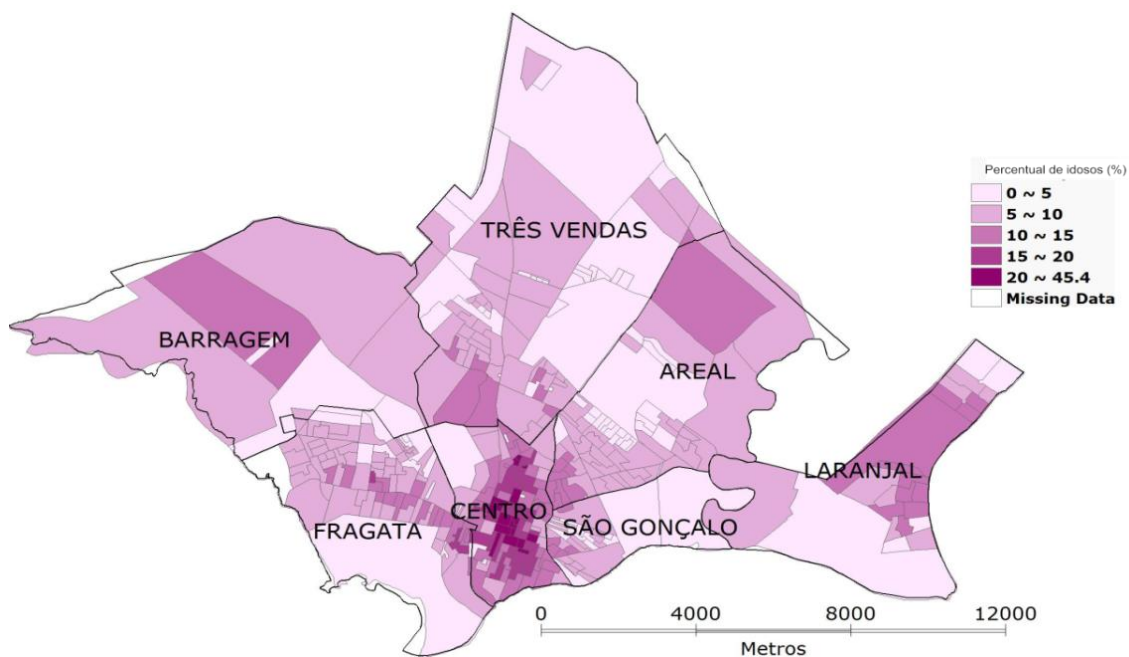 Percentual de idosos (%)
0 ~ 5
5 ~ 10
10 ~ 15
15 ~ 20
20 ~ 45.4
Missing Data
TRÊS VENDAS
BARRAGEM
AREAL
LARANJAL
CENTRO
SÃO GONÇALO
FRAGATA
0 4000 8000 12000
Metros